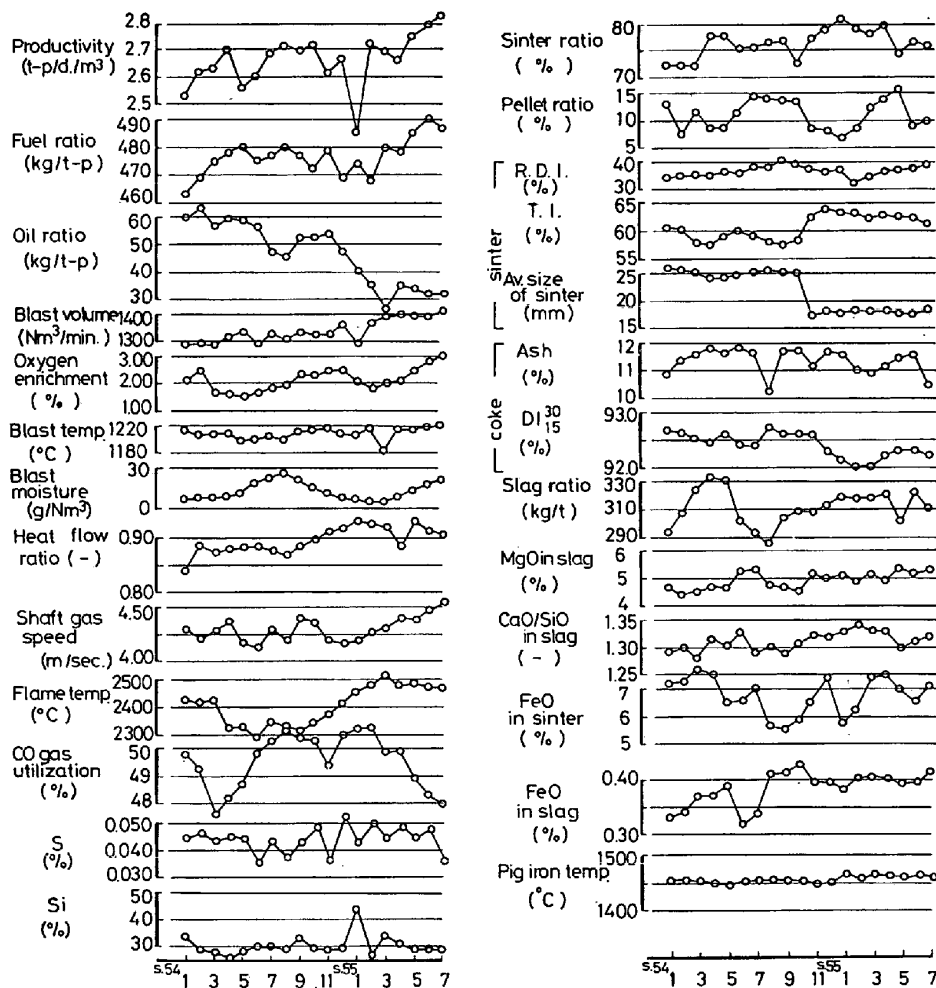 Productivity
(t-p/d./m³)
2.8
2.7
2.6
2.5
Fuel ratio
(kg/t-p)
490
480
470
460
Oil ratio
(kg/t-p)
60
50
40
30
Blast volume
(Nm³/min.)
1400
1300
Oxygen
enrichment
(%)
3.00
2.00
1.00
Blast temp.
(°C)
1220
1180
Blast
moisture
(g/Nm³)
30
0
Heat flow
ratio (-)
0.90
0.80
Shaft gas
speed
(m/sec.)
4.50
4.00
Flame temp.
(°C)
2500
2400
2300
CO gas
utilization
(%)
50
49
48
S
(%)
0.050
0.040
0.030
Si
(%)
50
40
30
S.54 1 3 5 7 9 11 S.55 1 3 5 7
Sinter ratio
(%)
80
70
Pellet ratio
(%)
15
10
5
sinter
R.D.I.
(%)
40
30
T.I.
(%)
65
60
55
Av. size
of sinter
(mm)
25
20
15
coke
Ash
(%)
12
11
10
DI 30 15
(%)
93.0
92.0
Slag ratio
(kg/t)
330
310
290
MgO in slag
(%)
6
5
4
CaO/SiO
in slag
(-)
1.35
1.30
1.25
FeO
in sinter
(%)
7
6
5
FeO
in slag
(%)
0.40
0.30
Pig iron temp
(°C)
1500
1400
S.54 1 3 5 7 9 11 S.55 1 3 5 7